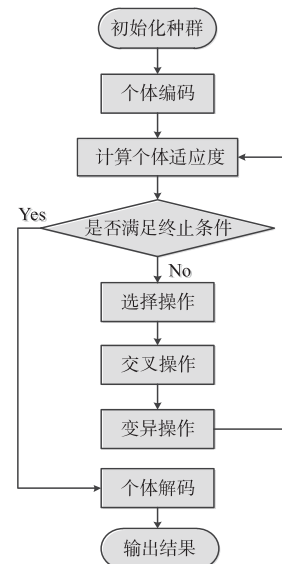 初始化种群
个体编码
计算个体适应度
Yes
是否满足终止条件
No
选择操作
交叉操作
变异操作
个体解码
输出结果